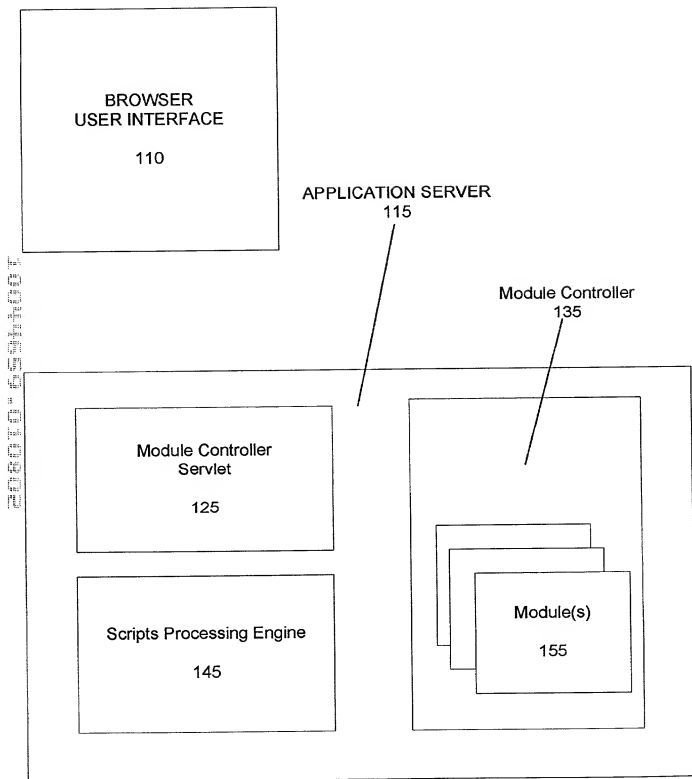 BROWSER
USER INTERFACE
110
APPLICATION SERVER
115
Module Controller
135
Module Controller
Servlet
125
Scripts Processing Engine
145
Module(s)
155